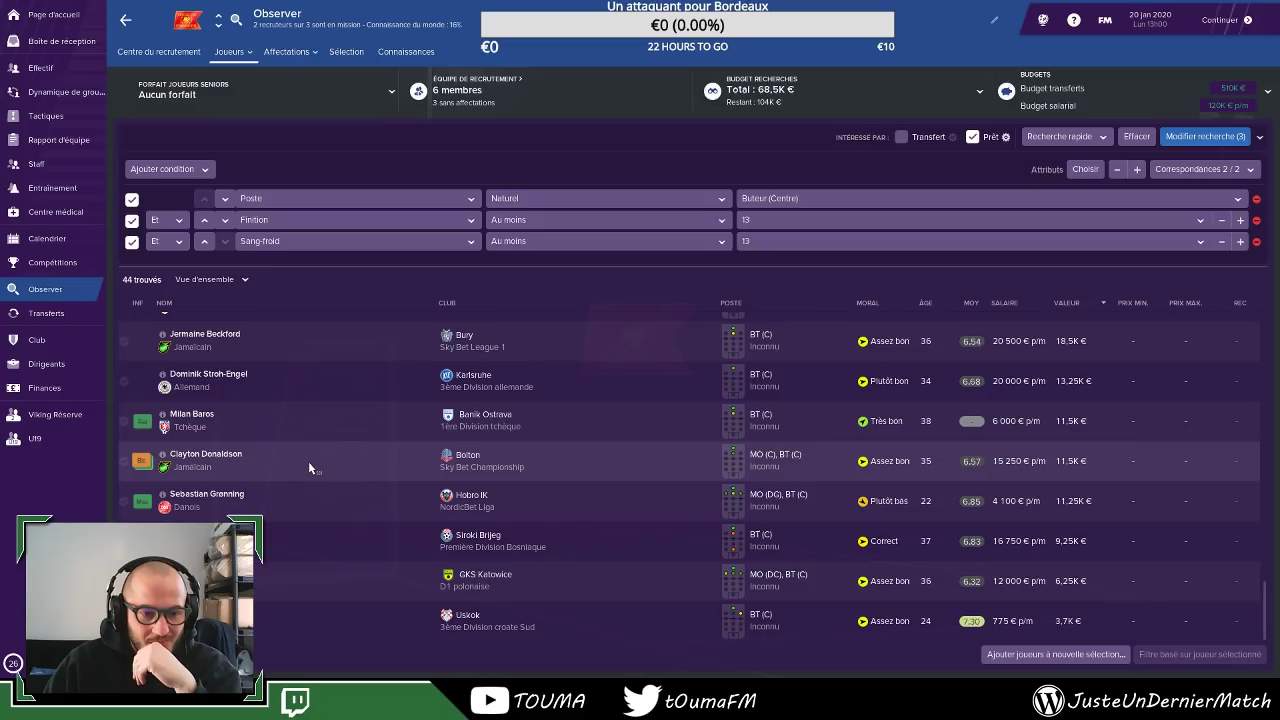 Page d'accueil
Boîte de réception
Effectif
Dynamique de grou...
Tactiques
Rapport d'équipe
Staff
Entraînement
Centre médical
Calendrier
Compétitions
Observer
Transferts
Club
Dirigeants
Finances
Viking Réserve
U19
26
Observer
2 recruteurs sur 3 sont en mission - Connaissance du monde : 16%
Un attaquant pour Bordeaux
€0 (0.00%)
€0
22 HOURS TO GO
€10
FM
20 jan 2020
Lun 13h00
Continuer
Centre du recrutement
Joueurs
Affectations
Sélection
Connaissances
FORFAIT JOUEURS SENIORS
Aucun forfait
ÉQUIPE DE RECRUTEMENT >
6 membres
3 sans affectations
BUDGET RECHERCHES
Total : 68,5K €
Restant : 104K €
BUDGETS
Budget transferts 510K €
Budget salarial 120K € p/m
INTÉRESSÉ PAR : Transfert Prêt Recherche rapide Effacer Modifier recherche (3)
Ajouter condition
Attributs Choisir − + Correspondances 2 / 2
Poste Naturel Buteur (Centre)
Et Finition Au moins 13
Et Sang-froid Au moins 13
44 trouvés Vue d'ensemble
INF NOM CLUB POSTE MORAL ÂGE MOY SALAIRE VALEUR PRIX MIN. PRIX MAX. REC
Jermaine Beckford Bury BT (C) Assez bon 36 6.54 20 500 € p/m 18,5K € - - -
Jamaïcain Sky Bet League 1 Inconnu
Dominik Stroh-Engel Karlsruhe BT (C) Plutôt bon 34 6.68 20 000 € p/m 13,25K € - - -
Allemand 3ème Division allemande Inconnu
Milan Baros Banik Ostrava BT (C) Très bon 38 - 6 000 € p/m 11,5K € - - -
Tchèque 1ère Division tchèque Inconnu
Clayton Donaldson Bolton MO (C), BT (C) Assez bon 35 6.57 15 250 € p/m 11,5K € - - -
Jamaïcain Sky Bet Championship Inconnu
Sebastian Grønning Hobro IK MO (DG), BT (C) Plutôt bas 22 6.85 4 100 € p/m 11,25K € - - -
Danois NordicBet Liga Inconnu
Siroki Brijeg BT (C) Correct 37 6.83 16 750 € p/m 9,25K € - - -
Première Division Bosniaque Inconnu
GKS Katowice MO (DC), BT (C) Assez bon 36 6.32 12 000 € p/m 6,25K € - - -
D1 polonaise Inconnu
Uskok BT (C) Assez bon 24 7.30 775 € p/m 3,7K € - - -
3ème Division croate Sud Inconnu
Ajouter joueurs à nouvelle sélection... Filtre basé sur joueur sélectionné
TOUMA
tOumaFM
JusteUnDernierMatch